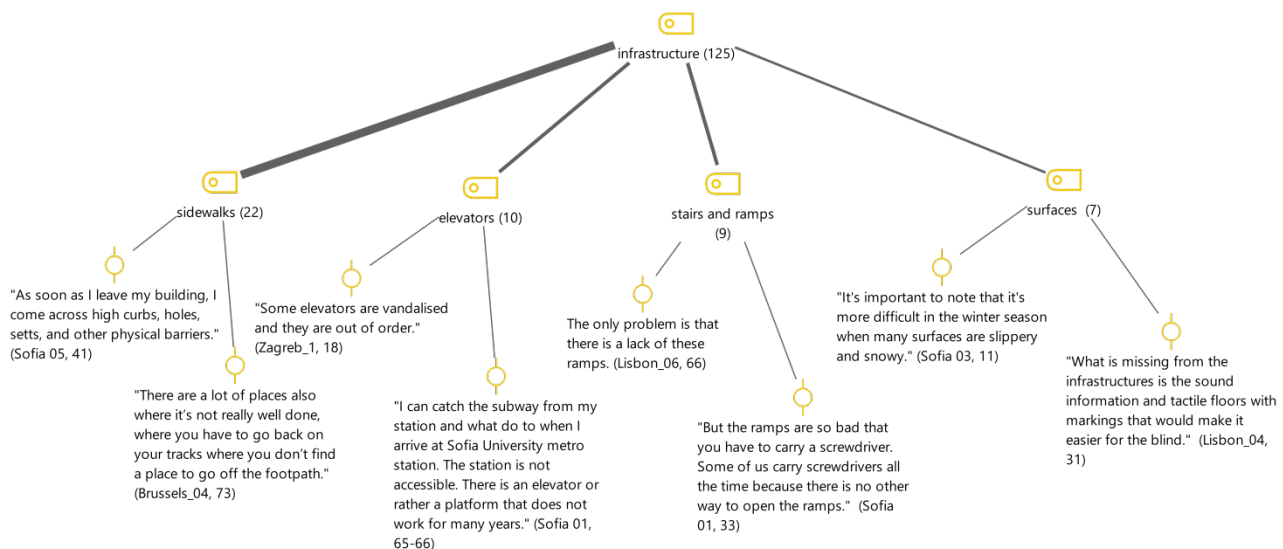 infrastructure (125)
sidewalks (22)
elevators (10)
stairs and ramps
(9)
surfaces (7)
"As soon as I leave my building, I
come across high curbs, holes,
setts, and other physical barriers."
(Sofia 05, 41)
"There are a lot of places also
where it's not really well done,
where you have to go back on
your tracks where you don't find
a place to go off the footpath."
(Brussels_04, 73)
"Some elevators are vandalised
and they are out of order."
(Zagreb_1, 18)
"I can catch the subway from my
station and what do to when I
arrive at Sofia University metro
station. The station is not
accessible. There is an elevator or
rather a platform that does not
work for many years." (Sofia 01,
65-66)
The only problem is that
there is a lack of these
ramps. (Lisbon_06, 66)
"But the ramps are so bad that
you have to carry a screwdriver.
Some of us carry screwdrivers all
the time because there is no other
way to open the ramps." (Sofia
01, 33)
"It's important to note that it's
more difficult in the winter season
when many surfaces are slippery
and snowy." (Sofia 03, 11)
"What is missing from the
infrastructures is the sound
information and tactile floors with
markings that would make it
easier for the blind." (Lisbon_04,
31)